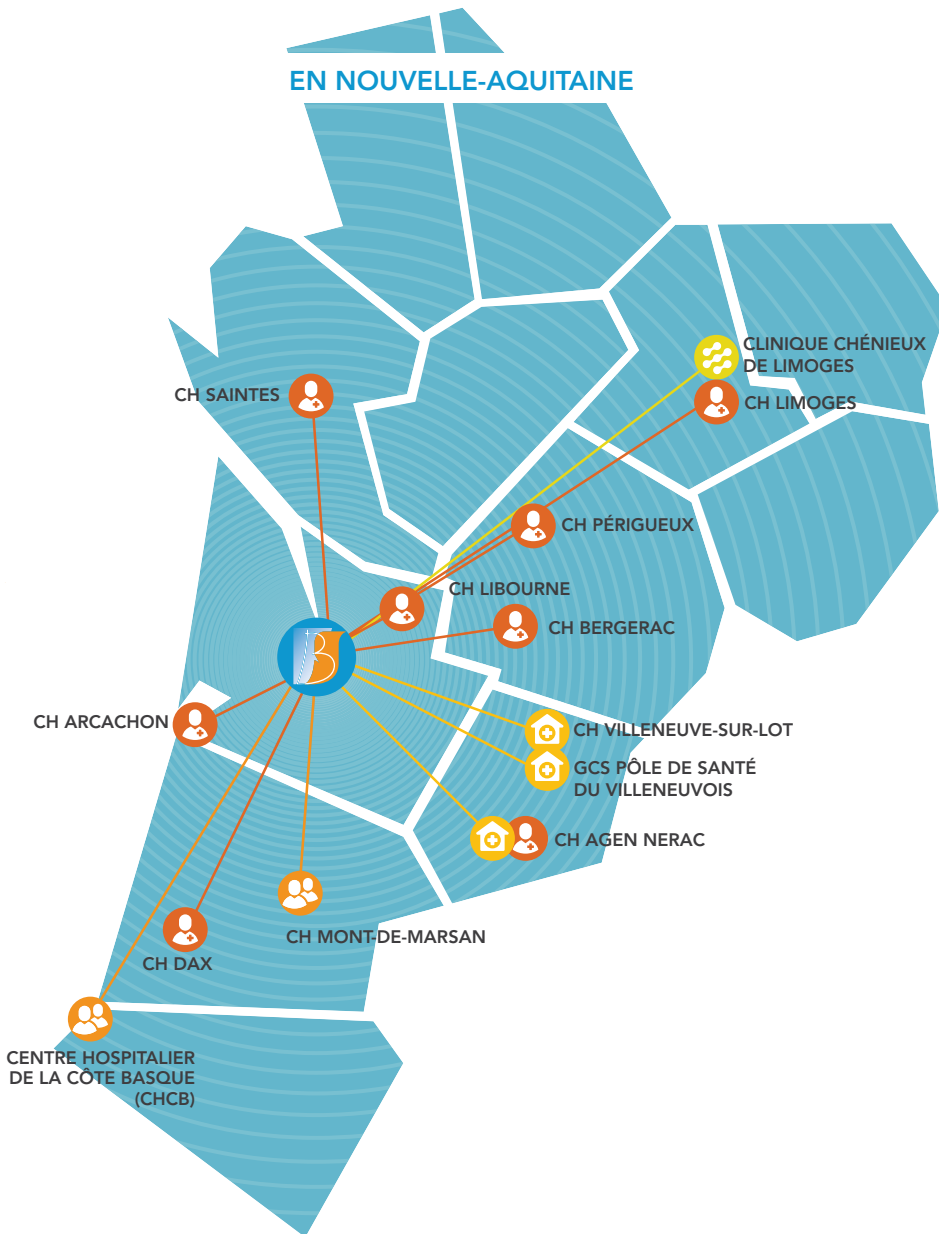 EN NOUVELLE-AQUITAINE
CLINIQUE CHÉNIEUX
DE LIMOGES
CH SAINTES
CH LIMOGES
CH PÉRIGUEUX
CH LIBOURNE
CH BERGERAC
B
CH ARCACHON
CH VILLENEUVE-SUR-LOT
GCS PÔLE DE SANTÉ
DU VILLENEUVOIS
CH AGEN NERAC
CH MONT-DE-MARSAN
CH DAX
CENTRE HOSPITALIER
DE LA CÔTE BASQUE
(CHCB)